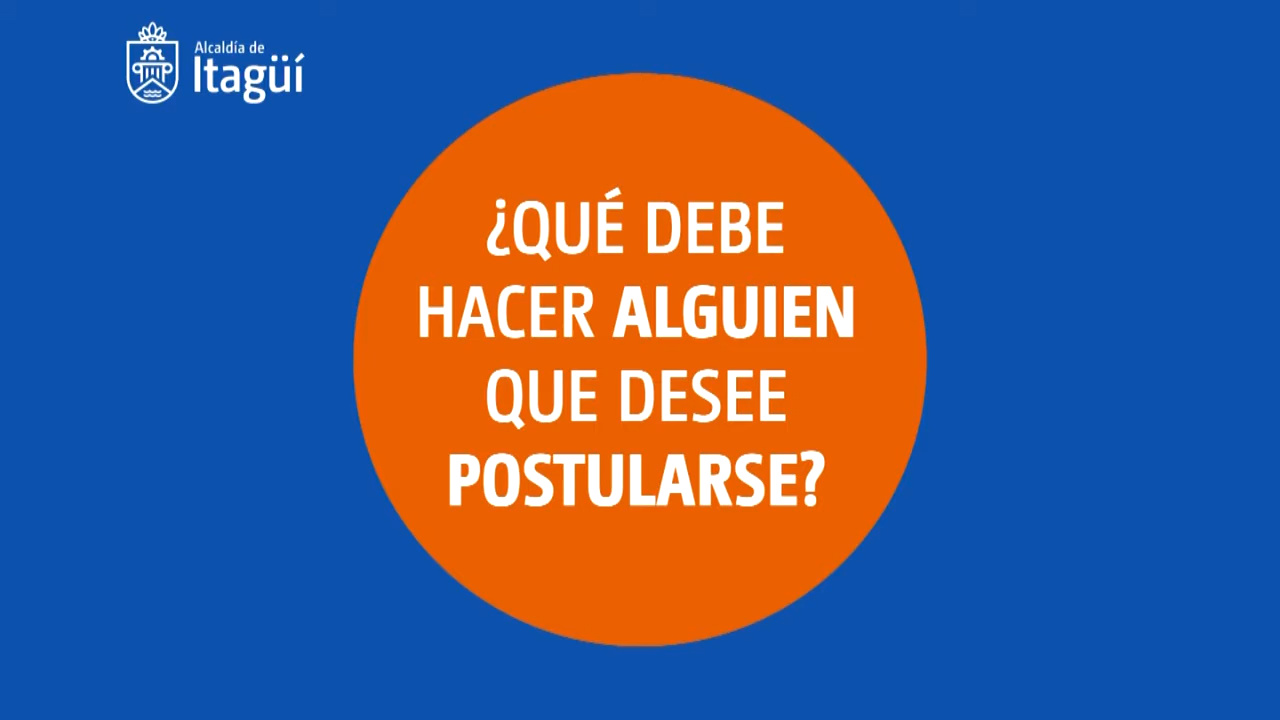 Alcaldía de
Itagüí
¿QUÉ DEBE
HACER ALGUIEN
QUE DESEE
POSTULARSE?